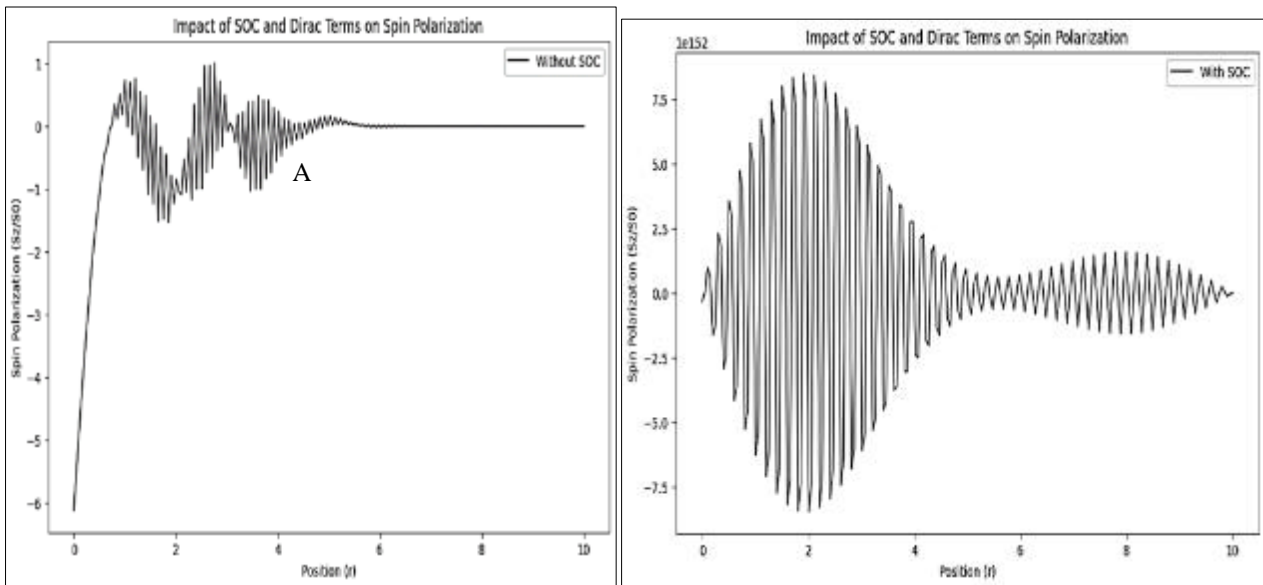 Impact of SOC and Dirac Terms on Spin Polarization
Without SOC
1
0
−1
−2
−3
−4
−5
−6
Spin Polarization (Sz/S0)
A
0 2 4 6 8 10
Position (r)
Impact of SOC and Dirac Terms on Spin Polarization
1e152
With SOC
7.5
5.0
2.5
0.0
−2.5
−5.0
−7.5
Spin Polarization (Sz/S0)
0 2 4 6 8 10
Position (r)